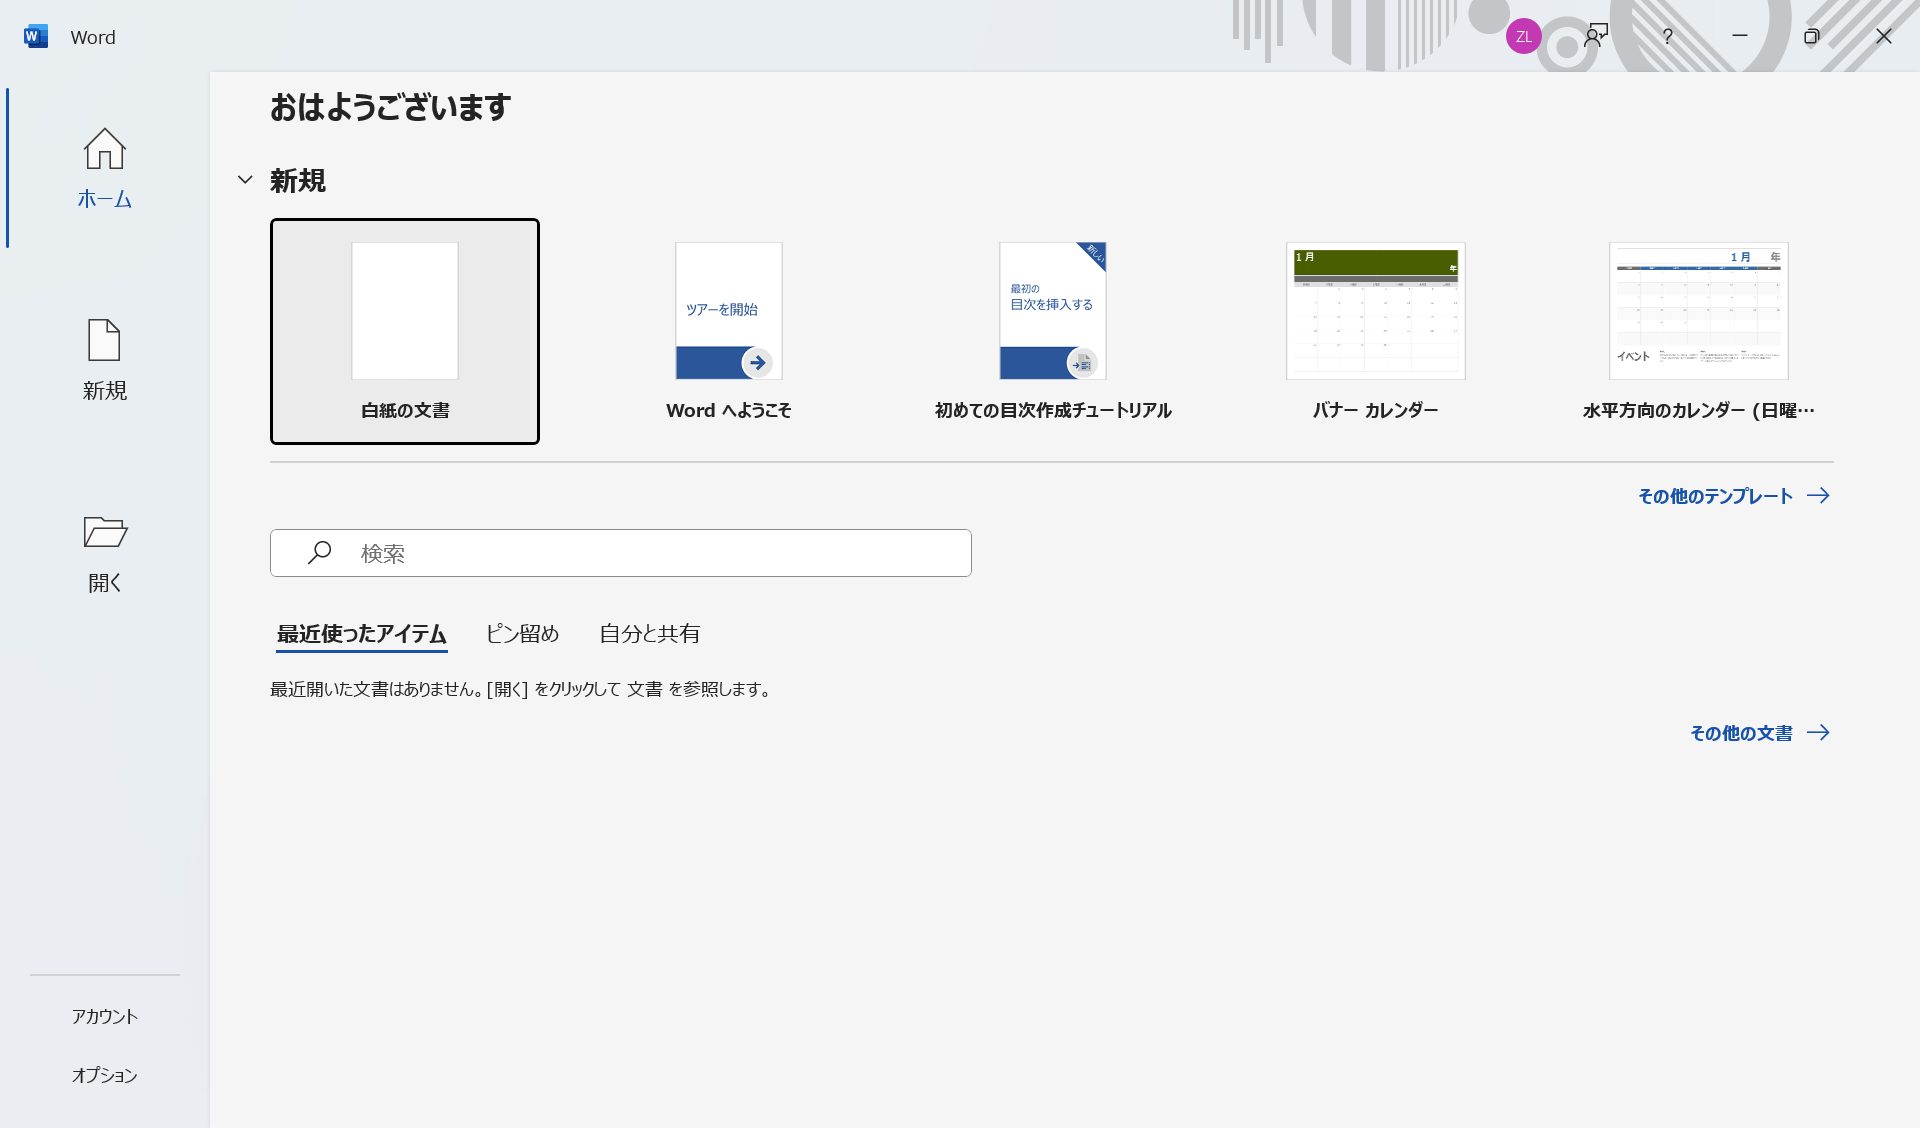 Word
ZL
ホーム
新規
開く
アカウント
オプション
おはようございます
新規
白紙の文書
ツアーを開始
Word へようこそ
新しい
最初の
目次を挿入する
初めての目次作成チュートリアル
1 月
年
バナー カレンダー
1 月 年
イベント
水平方向のカレンダー (日曜…
その他のテンプレート
検索
最近使ったアイテム ピン留め 自分と共有
最近開いた文書はありません。[開く] をクリックして 文書 を参照します。
その他の文書